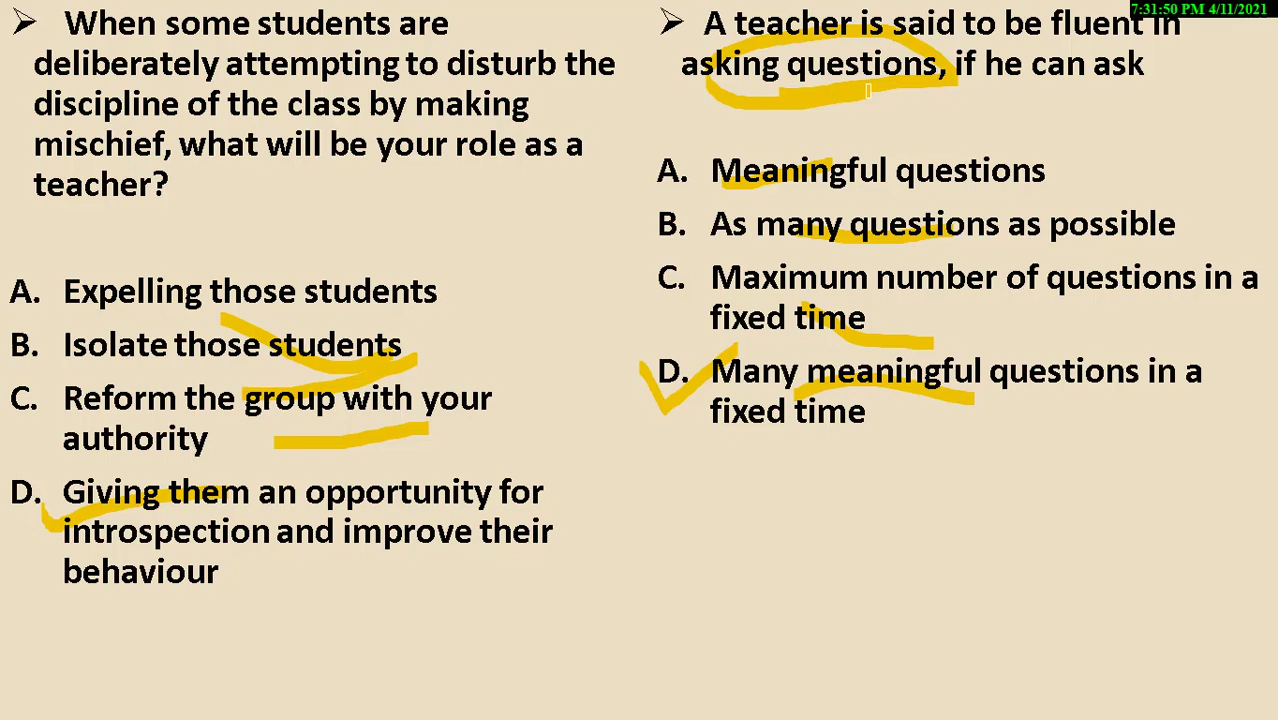 ➢ When some students are
deliberately attempting to disturb the
discipline of the class by making
mischief, what will be your role as a
teacher?
A. Expelling those students
B. Isolate those students
C. Reform the group with your
authority
D. Giving them an opportunity for
introspection and improve their
behaviour
7:31:50 PM 4/11/2021
➢ A teacher is said to be fluent in
asking questions, if he can ask
A. Meaningful questions
B. As many questions as possible
C. Maximum number of questions in a
fixed time
D. Many meaningful questions in a
fixed time